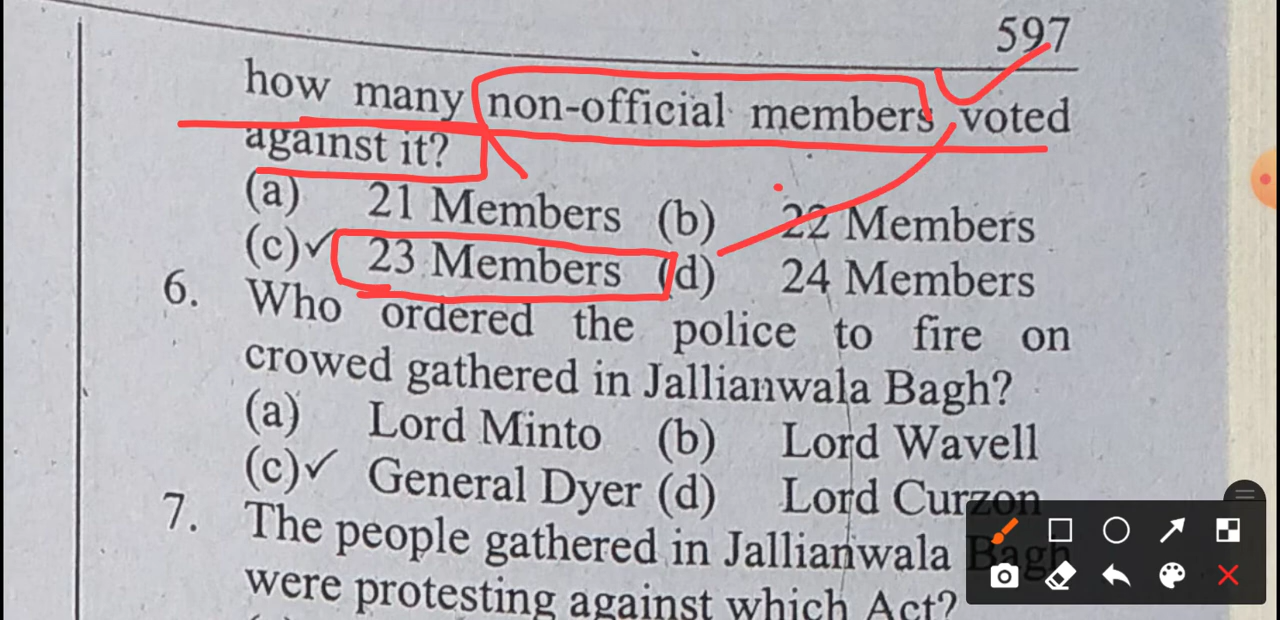 597
how many non-official members voted
against it?
(a) 21 Members (b) 22 Members
(c)✓ 23 Members (d) 24 Members
6. Who ordered the police to fire on
crowed gathered in Jallianwala Bagh?
(a) Lord Minto (b) Lord Wavell
(c)✓ General Dyer (d) Lord Curzon
7. The people gathered in Jallianwala Bagh
were protesting against which Act?